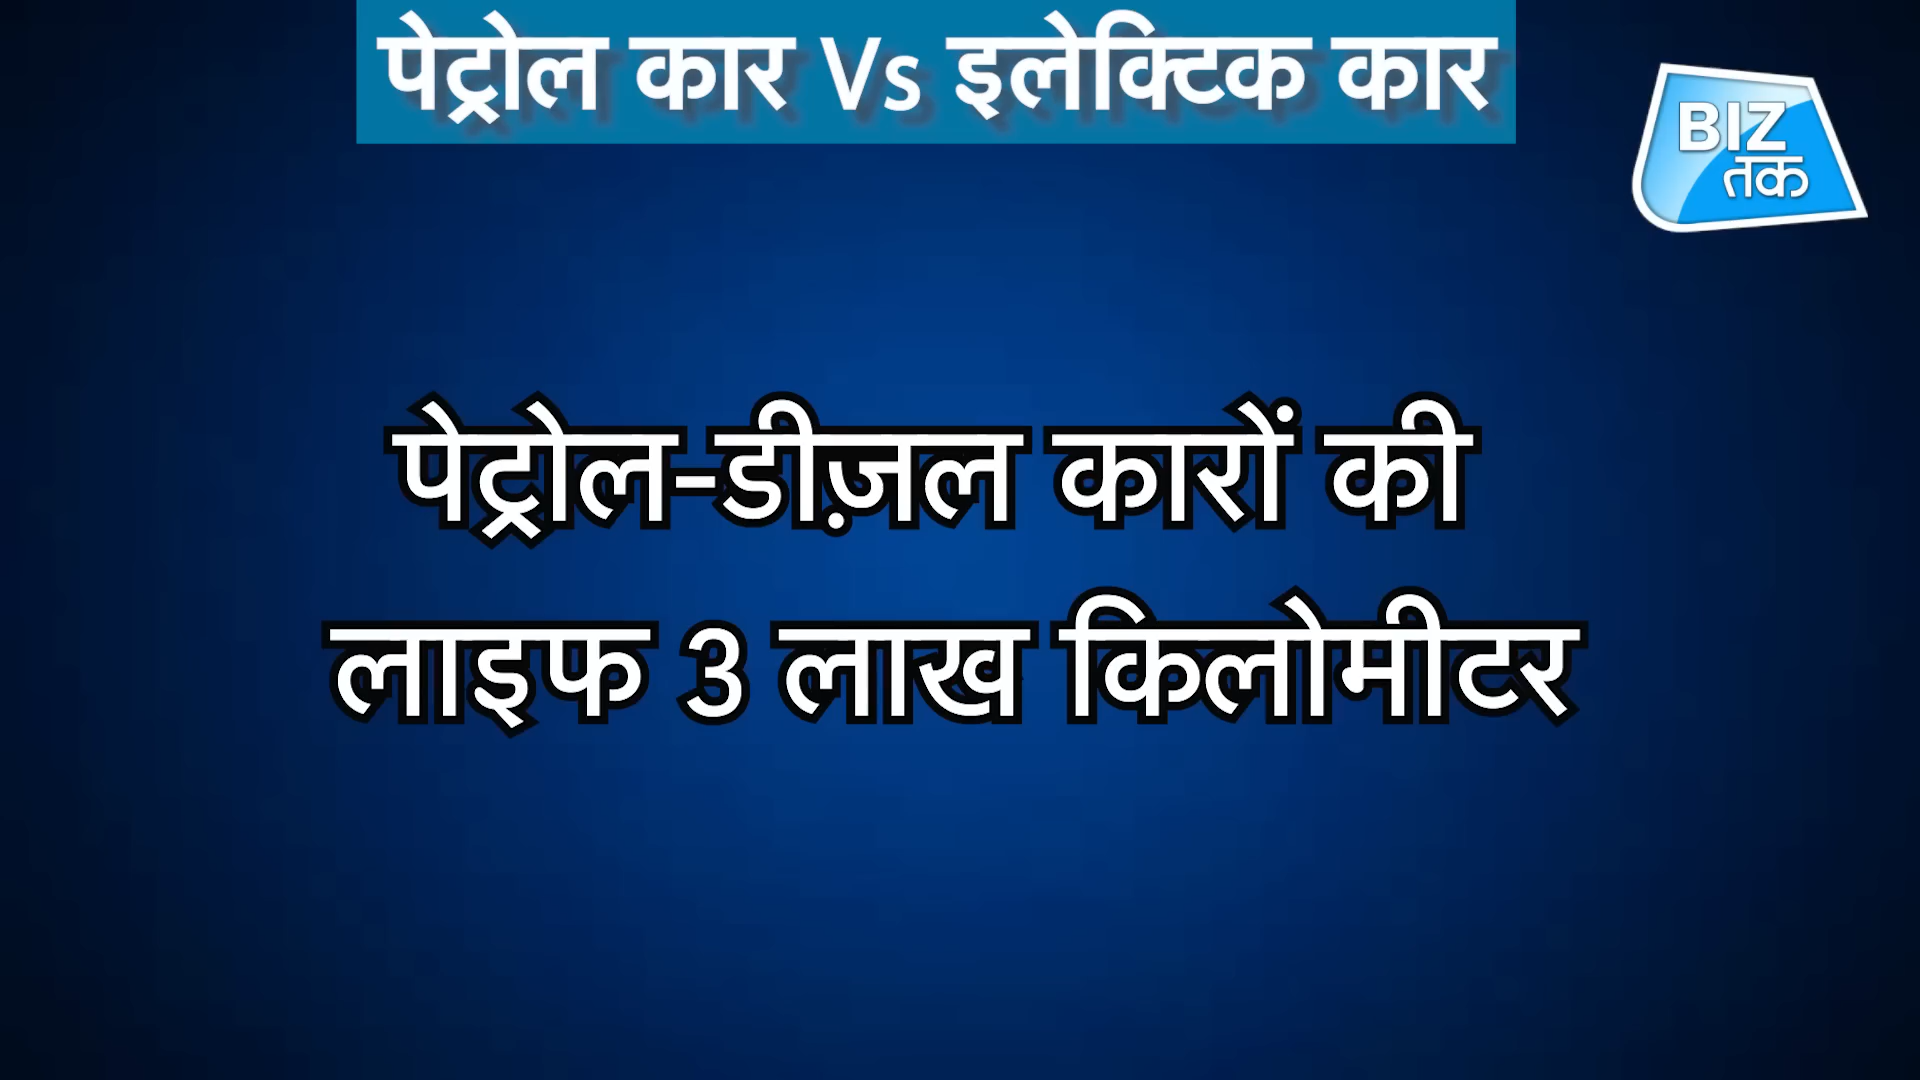 पेट्रोल कार Vs इलेक्टिक कार
BIZ
तक
पेट्रोल-डीज़ल कारों की
लाइफ 3 लाख किलोमीटर